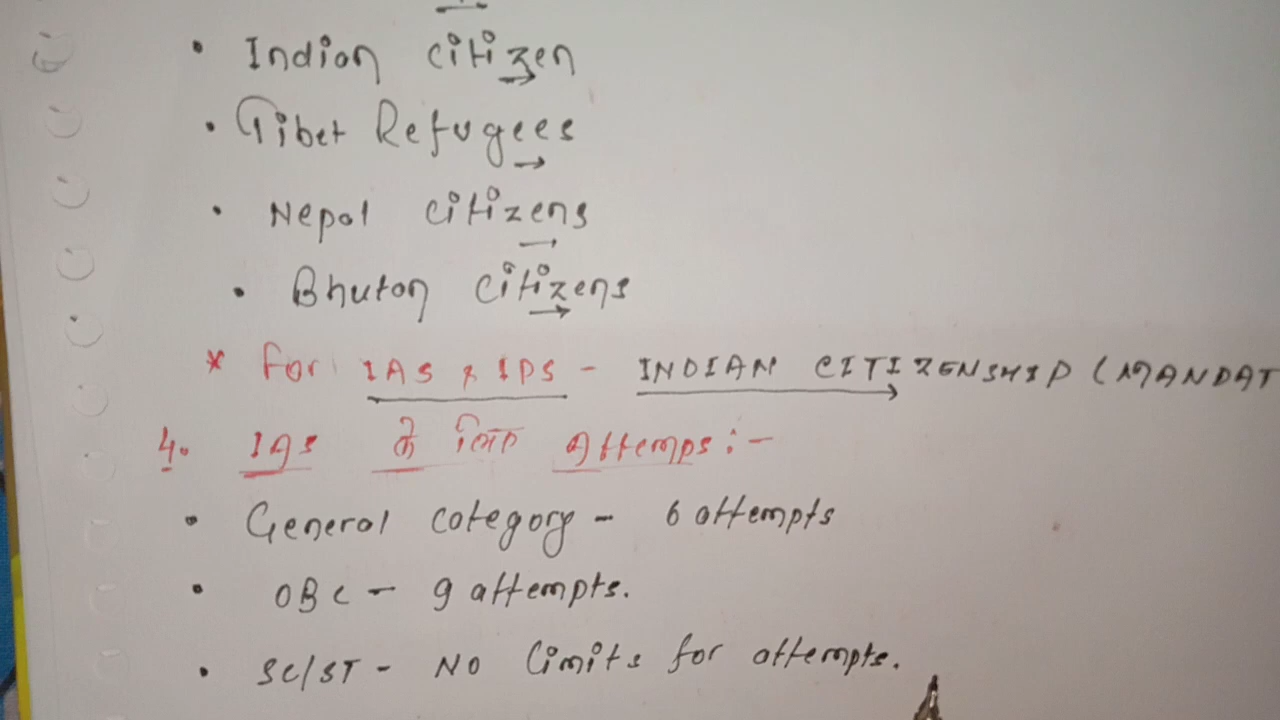 • Indian citizen
• Tibet Refugees
• Nepal citizens
• Bhuton citizens
* For IAS & IPS - INDIAN CITIZENSHIP (MANDAT
4. IAS के लिए Attemps:-
• General category - 6 attempts
• OBC - 9 attempts.
• SC/ST - NO limits for attempts.